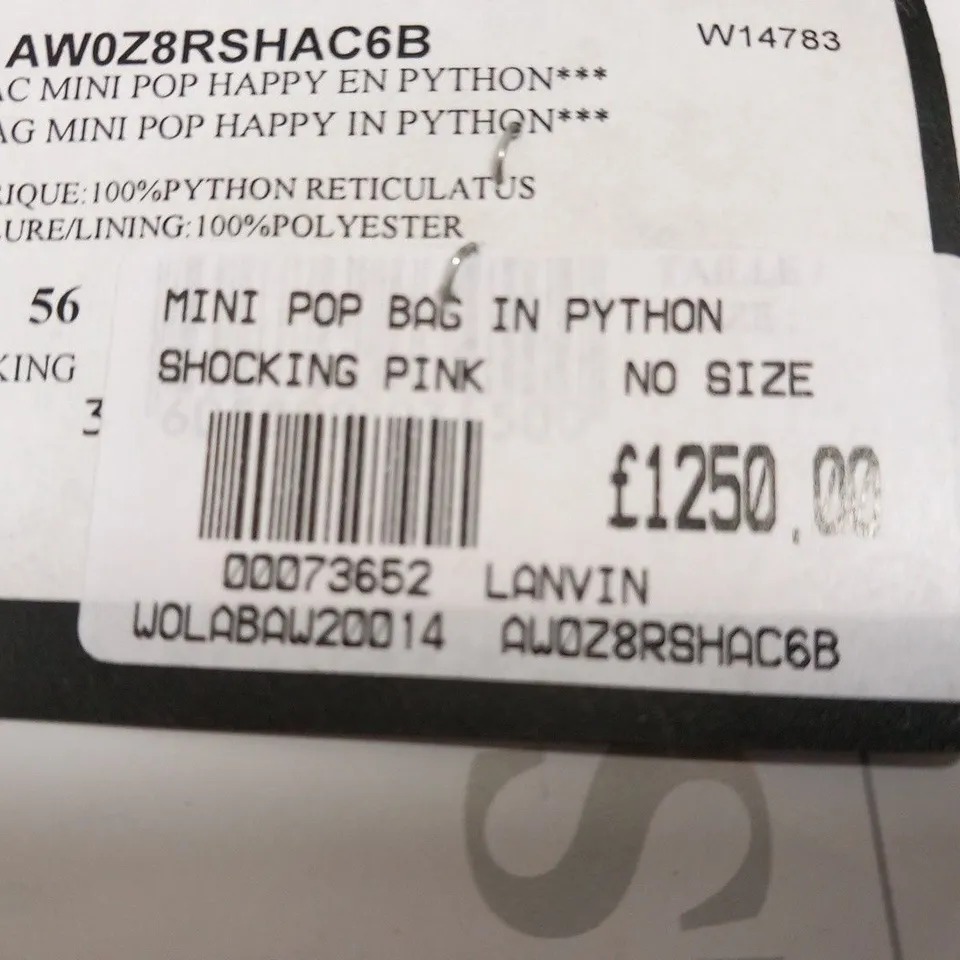 AW0Z8RSHAC6B
W14783
AC MINI POP HAPPY EN PYTHON***
AG MINI POP HAPPY IN PYTHON***
RIQUE:100%PYTHON RETICULATUS
LURE/LINING:100%POLYESTER
56
KING
3
MINI POP BAG IN PYTHON
SHOCKING PINK NO SIZE
£1250.00
00073652 LANVIN
WOLABAW20014 AW0Z8RSHAC6B
S